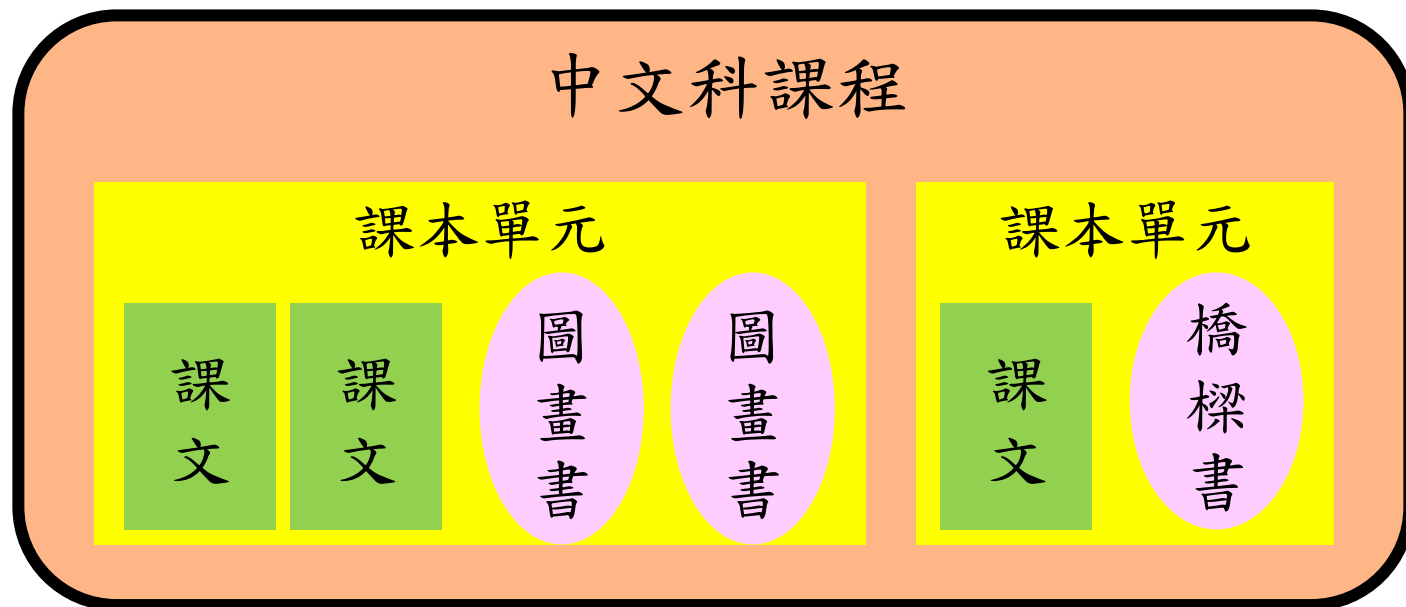 中文科課程
課本單元
課文
課文
圖畫書
圖畫書
課本單元
課文
橋樑書